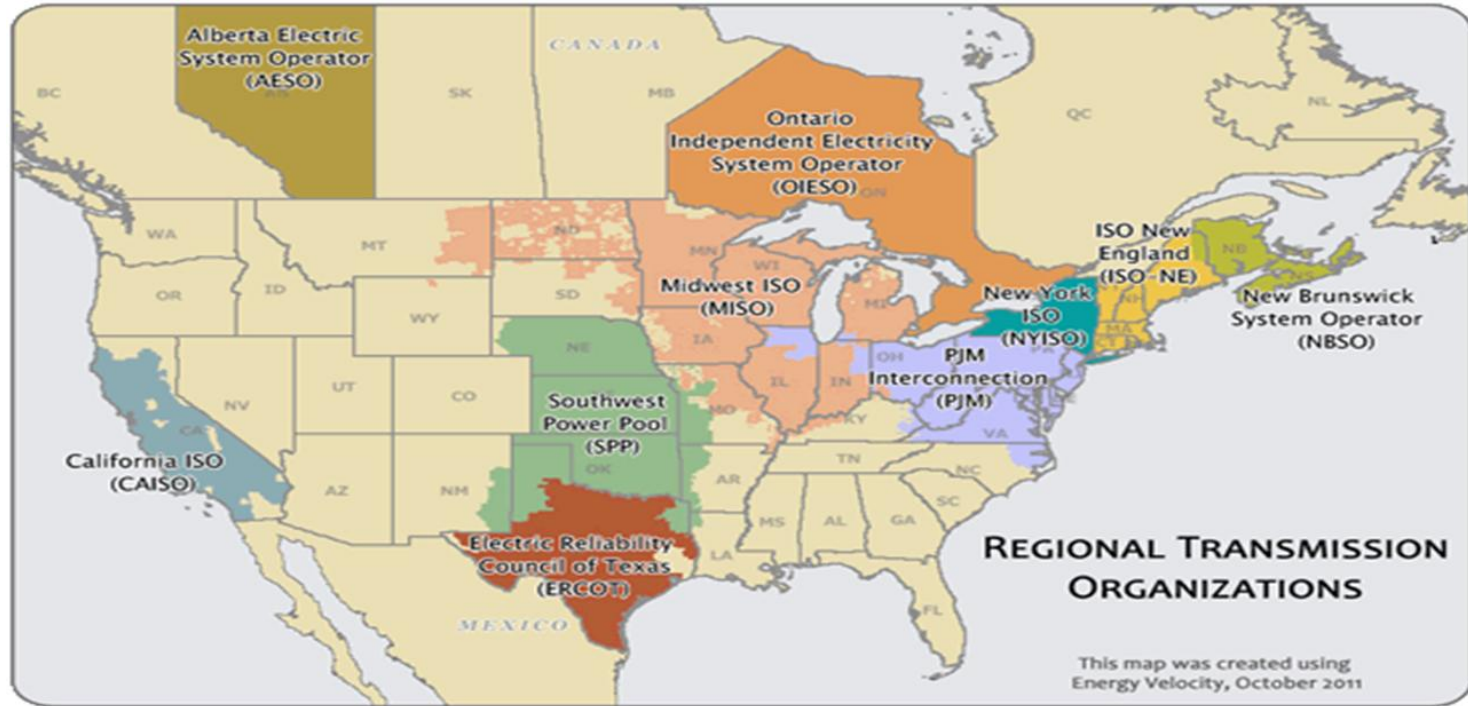 Alberta Electric
System Operator
(AESO)
CANADA
BC
SK
MB
QC
NL
Ontario
Independent Electricity
System Operator
(OIESO)
ON
ISO New
England
(ISO-NE)
NB
NS
New Brunswick
System Operator
(NBSO)
New York
ISO
(NYISO)
WA
MT
ND
MN
WI
MI
Midwest ISO
(MISO)
OR
ID
SD
WY
IA
NH
MA
CT
PJM
Interconnection
(PJM)
OH
PA
NE
NV
UT
CO
IL
IN
MO
KY
VA
Southwest
Power Pool
(SPP)
OK
CA
California ISO
(CAISO)
AZ
NM
AR
TN
NC
SC
MS
AL
GA
LA
FL
Electric Reliability
Council of Texas
(ERCOT)
MEXICO
REGIONAL TRANSMISSION
ORGANIZATIONS
This map was created using
Energy Velocity, October 2011